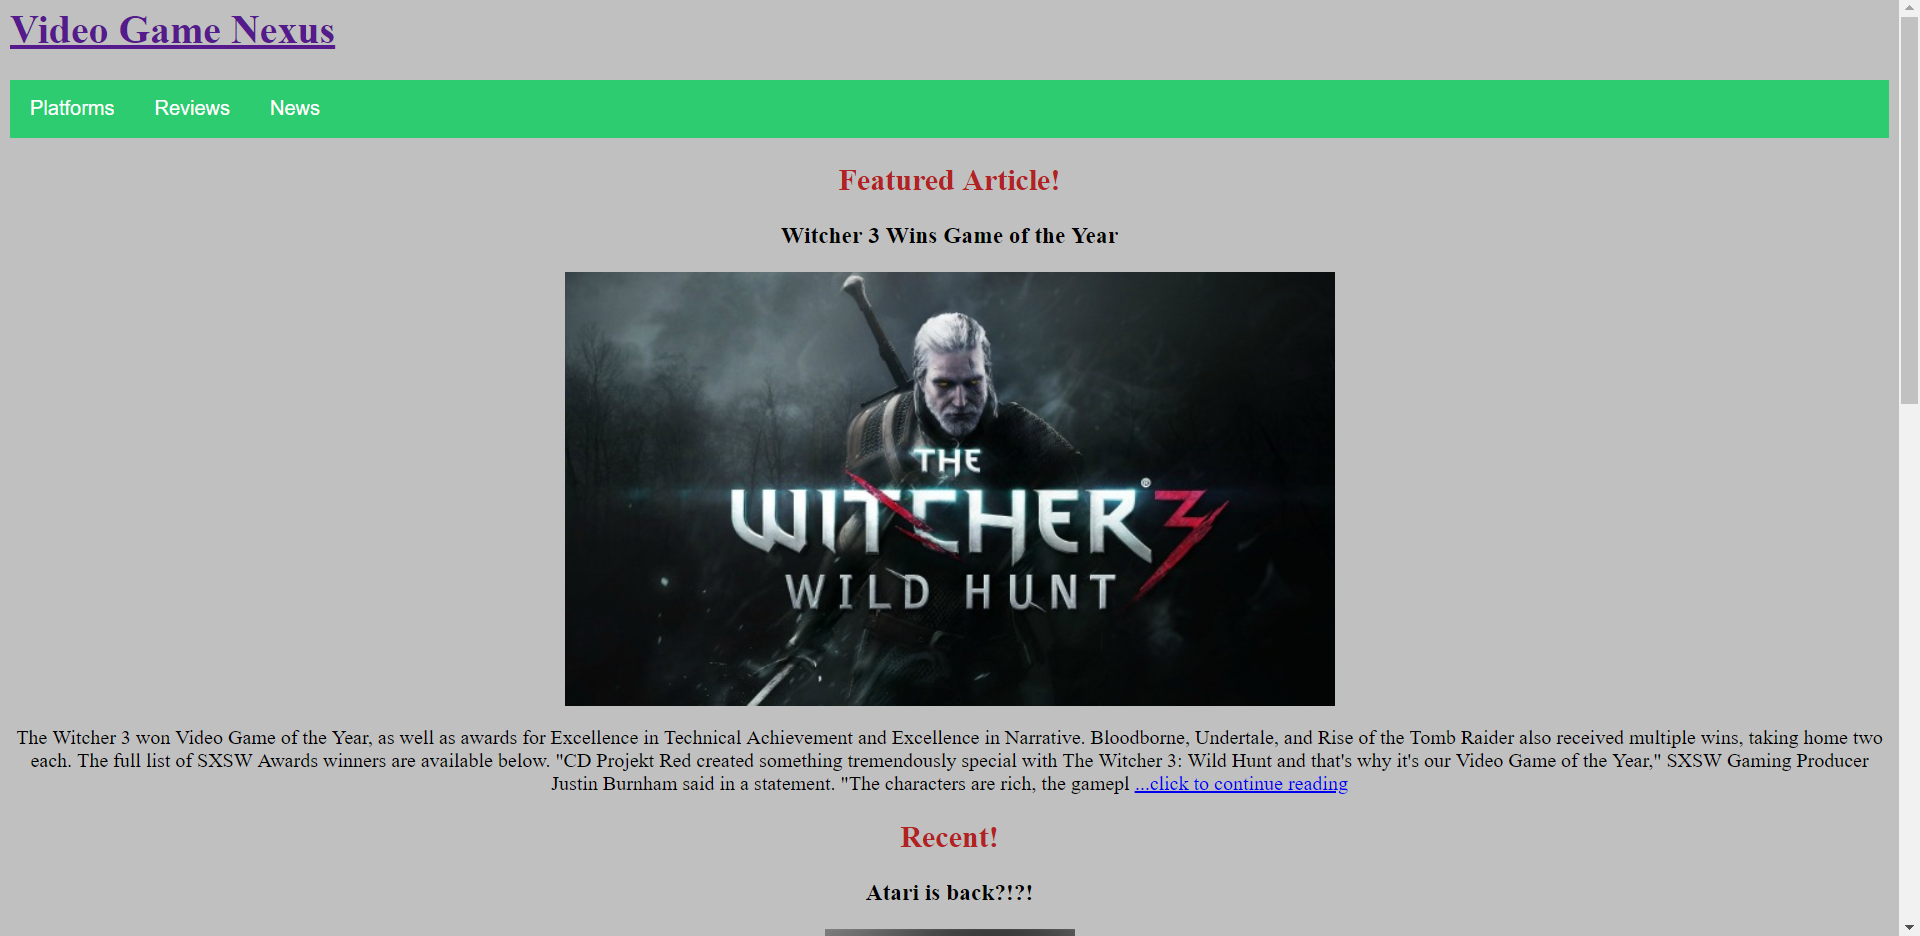 Video Game Nexus
Platforms Reviews News
Featured Article!
Witcher 3 Wins Game of the Year
THE
WITCHER® 3
WILD HUNT
The Witcher 3 won Video Game of the Year, as well as awards for Excellence in Technical Achievement and Excellence in Narrative. Bloodborne, Undertale, and Rise of the Tomb Raider also received multiple wins, taking home two
each. The full list of SXSW Awards winners are available below. "CD Projekt Red created something tremendously special with The Witcher 3: Wild Hunt and that's why it's our Video Game of the Year," SXSW Gaming Producer
Justin Burnham said in a statement. "The characters are rich, the gamepl ...click to continue reading
Recent!
Atari is back?!?!